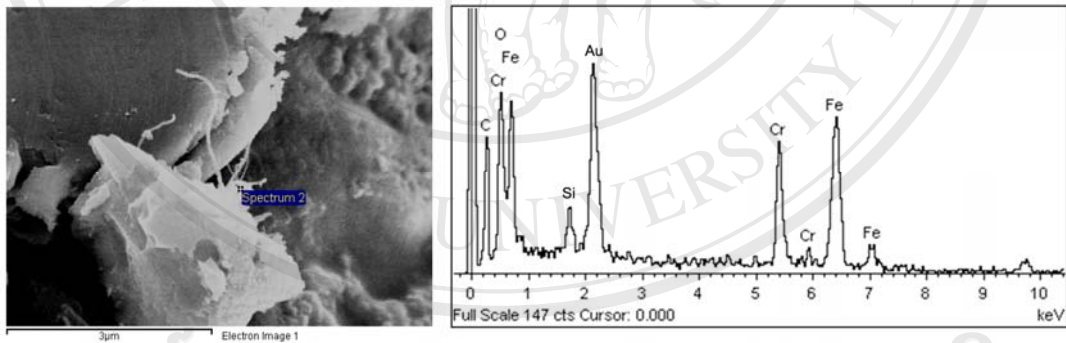 Spectrum 2
3µm
Electron Image 1
O
Fe
Cr
C
Si
Au
Cr
Cr
Fe
Fe
0 1 2 3 4 5 6 7 8 9 10
Full Scale 147 cts Cursor: 0.000
keV
UNIVERSITY